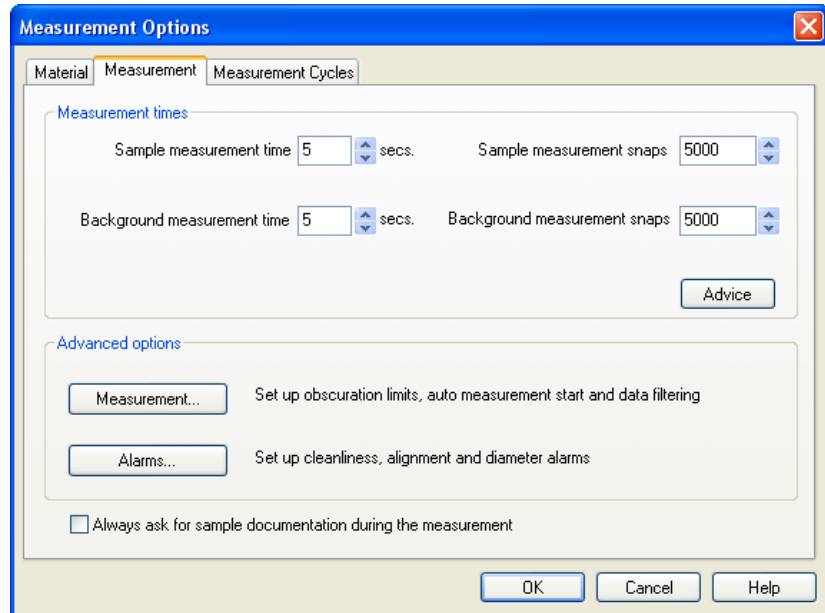 Measurement Options
Material Measurement Measurement Cycles
Measurement times
Sample measurement time 5 secs. Sample measurement snaps 5000
Background measurement time 5 secs. Background measurement snaps 5000
Advice
Advanced options
Measurement... Set up obscuration limits, auto measurement start and data filtering
Alarms... Set up cleanliness, alignment and diameter alarms
Always ask for sample documentation during the measurement
OK Cancel Help